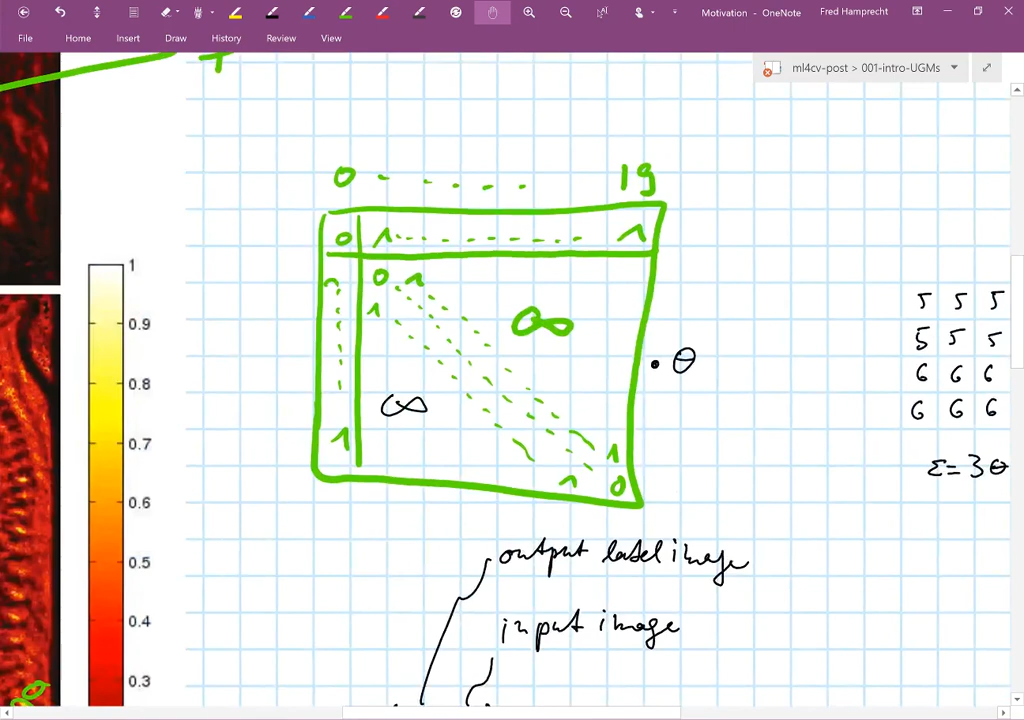 Motivation - OneNote
Fred Hamprecht
File Home Insert Draw History Review View
ml4cv-post > 001-intro-UGMs
0 . . . . . . 19
0 1 . . . . . . . . 1
1 0 1
1
∞
∞
1 1
1 0
· θ
1
0.9
0.8
0.7
0.6
0.5
0.4
0.3
5 5 5
5 5 5
6 6 6
6 6 6
Σ = 3 θ
output label image
input image